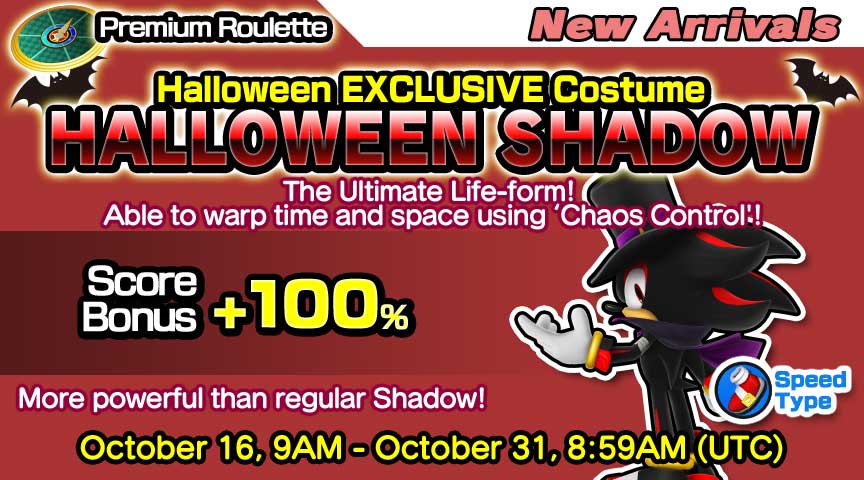 Premium Roulette
New Arrivals
Halloween EXCLUSIVE Costume
HALLOWEEN SHADOW
The Ultimate Life-form!
Able to warp time and space using 'Chaos Control'!
Score
Bonus +100%
Speed
Type
More powerful than regular Shadow!
October 16, 9AM - October 31, 8:59AM (UTC)